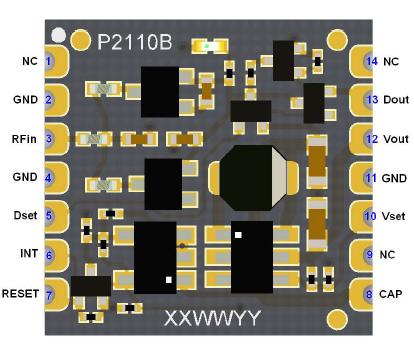 P2110B
NC 1
GND 2
RFin 3
GND 4
Dset 5
INT 6
RESET 7
14 NC
13 Dout
12 Vout
11 GND
10 Vset
9 NC
8 CAP
XXWWYY